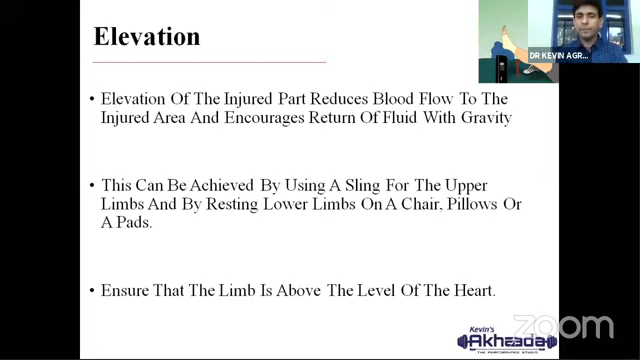 Elevation
DR KEVIN AGR...
• Elevation Of The Injured Part Reduces Blood Flow To The
Injured Area And Encourages Return Of Fluid With Gravity
• This Can Be Achieved By Using A Sling For The Upper
Limbs And By Resting Lower Limbs On A Chair, Pillows Or
A Pads.
• Ensure That The Limb Is Above The Level Of The Heart.
Kevin's
Akhaada
THE PERFORMANCE STUDIO
zoom